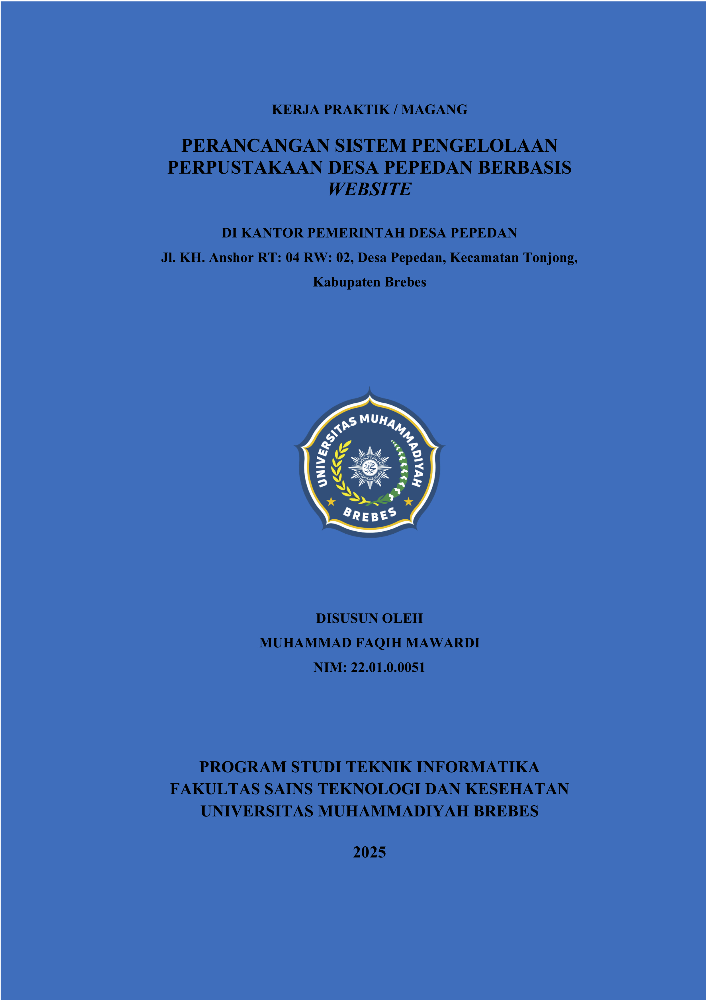 KERJA PRAKTIK / MAGANG
PERANCANGAN SISTEM PENGELOLAAN
PERPUSTAKAAN DESA PEPEDAN BERBASIS
WEBSITE
DI KANTOR PEMERINTAH DESA PEPEDAN
Jl. KH. Anshor RT: 04 RW: 02, Desa Pepedan, Kecamatan Tonjong,
Kabupaten Brebes
UNIVERSITAS MUHAMMADIYAH
BREBES
DISUSUN OLEH
MUHAMMAD FAQIH MAWARDI
NIM: 22.01.0.0051
PROGRAM STUDI TEKNIK INFORMATIKA
FAKULTAS SAINS TEKNOLOGI DAN KESEHATAN
UNIVERSITAS MUHAMMADIYAH BREBES
2025